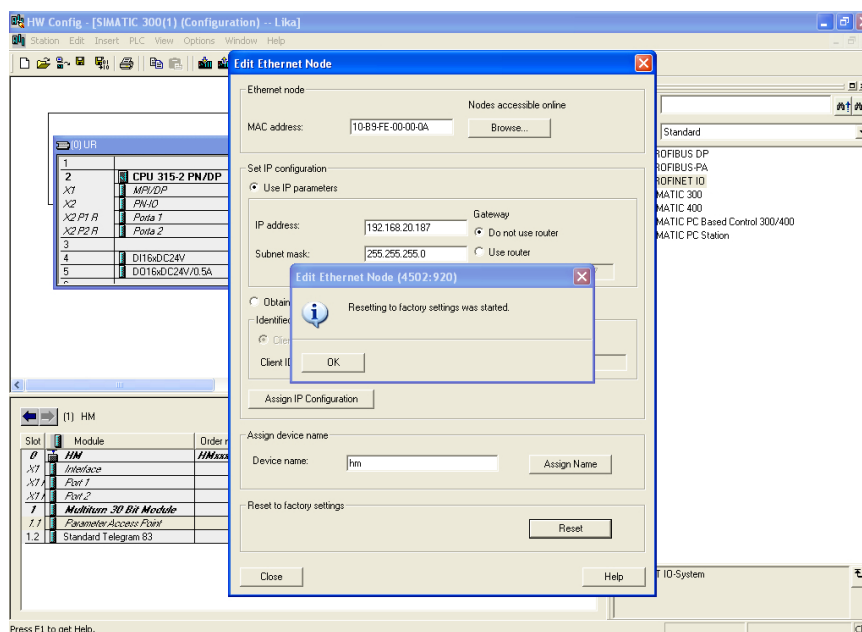 HW Config - [SIMATIC 300(1) (Configuration) -- Lika]
Station Edit Insert PLC View Options Window Help
Edit Ethernet Node
Ethernet node
Nodes accessible online
MAC address: 10-B9-FE-00-00-0A Browse...
Set IP configuration
Use IP parameters
Gateway
IP address: 192.168.20.187 Do not use router
Subnet mask: 255.255.255.0 Use router
Edit Ethernet Node (4502:920)
Resetting to factory settings was started.
OK
Obtain
Identified
Clie
Client ID
Assign IP Configuration
Assign device name
Device name: hm Assign Name
Reset to factory settings
Reset
Close Help
(0) UR
1
2 CPU 315-2 PN/DP
X1 MPI/DP
X2 PN-IO
X2 P1 R Porta 1
X2 P2 R Porta 2
3
4 DI16xDC24V
5 DO16xDC24V/0.5A
Standard
ROFIBUS DP
ROFIBUS-PA
ROFINET IO
MATIC 300
MATIC 400
MATIC PC Based Control 300/400
MATIC PC Station
(1) HM
Slot Module Order
0 HM HMxxx
X1 Interface
X1 Port 1
X1 Port 2
1 Multiturn 30 Bit Module
1.1 Parameter Access Point
1.2 Standard Telegram 83
T IO-System
Press F1 to get Help.